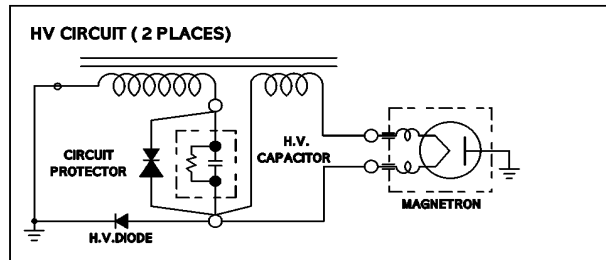 HV CIRCUIT ( 2 PLACES)
CIRCUIT
PROTECTOR
H.V.
CAPACITOR
MAGNETRON
H.V.DIODE